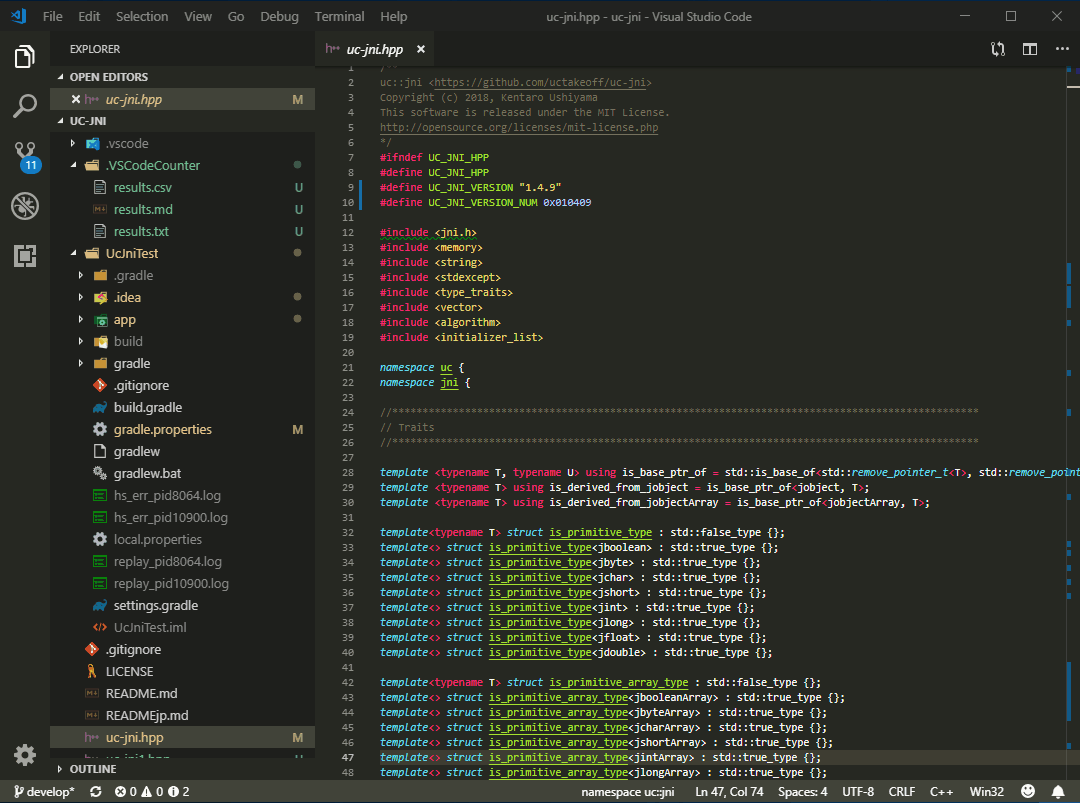 File Edit Selection View Go Debug Terminal Help
uc-jni.hpp - uc-jni - Visual Studio Code
EXPLORER
OPEN EDITORS
uc-jni.hpp M
UC-JNI
.vscode
.VSCodeCounter
results.csv U
results.md U
results.txt U
UcJniTest
.gradle
.idea
app
build
gradle
.gitignore
build.gradle
gradle.properties M
gradlew
gradlew.bat
hs_err_pid8064.log
hs_err_pid10900.log
local.properties
replay_pid8064.log
replay_pid10900.log
settings.gradle
UcJniTest.iml
.gitignore
LICENSE
README.md
READMEjp.md
uc-jni.hpp M
OUTLINE
11
h++ uc-jni.hpp
1 /**
2 uc::jni <https://github.com/uctakeoff/uc-jni>
3 Copyright (c) 2018, Kentaro Ushiyama
4 This software is released under the MIT License.
5 http://opensource.org/licenses/mit-license.php
6 */
7 #ifndef UC_JNI_HPP
8 #define UC_JNI_HPP
9 #define UC_JNI_VERSION "1.4.9"
10 #define UC_JNI_VERSION_NUM 0x010409
11
12 #include <jni.h>
13 #include <memory>
14 #include <string>
15 #include <stdexcept>
16 #include <type_traits>
17 #include <vector>
18 #include <algorithm>
19 #include <initializer_list>
20
21 namespace uc {
22 namespace jni {
23
24 //*************************************************************************************************
25 // Traits
26 //*************************************************************************************************
27
28 template <typename T, typename U> using is_base_ptr_of = std::is_base_of<std::remove_pointer_t<T>, std::remove_point
29 template <typename T> using is_derived_from_jobject = is_base_ptr_of<jobject, T>;
30 template <typename T> using is_derived_from_jobjectArray = is_base_ptr_of<jobjectArray, T>;
31
32 template<typename T> struct is_primitive_type : std::false_type {};
33 template<> struct is_primitive_type<jboolean> : std::true_type {};
34 template<> struct is_primitive_type<jbyte> : std::true_type {};
35 template<> struct is_primitive_type<jchar> : std::true_type {};
36 template<> struct is_primitive_type<jshort> : std::true_type {};
37 template<> struct is_primitive_type<jint> : std::true_type {};
38 template<> struct is_primitive_type<jlong> : std::true_type {};
39 template<> struct is_primitive_type<jfloat> : std::true_type {};
40 template<> struct is_primitive_type<jdouble> : std::true_type {};
41
42 template<typename T> struct is_primitive_array_type : std::false_type {};
43 template<> struct is_primitive_array_type<jbooleanArray> : std::true_type {};
44 template<> struct is_primitive_array_type<jbyteArray> : std::true_type {};
45 template<> struct is_primitive_array_type<jcharArray> : std::true_type {};
46 template<> struct is_primitive_array_type<jshortArray> : std::true_type {};
47 template<> struct is_primitive_array_type<jintArray> : std::true_type {};
48 template<> struct is_primitive_array_type<jlongArray> : std::true_type {};
develop* 0 0 2 namespace uc::jni Ln 47, Col 74 Spaces: 4 UTF-8 CRLF C++ Win32